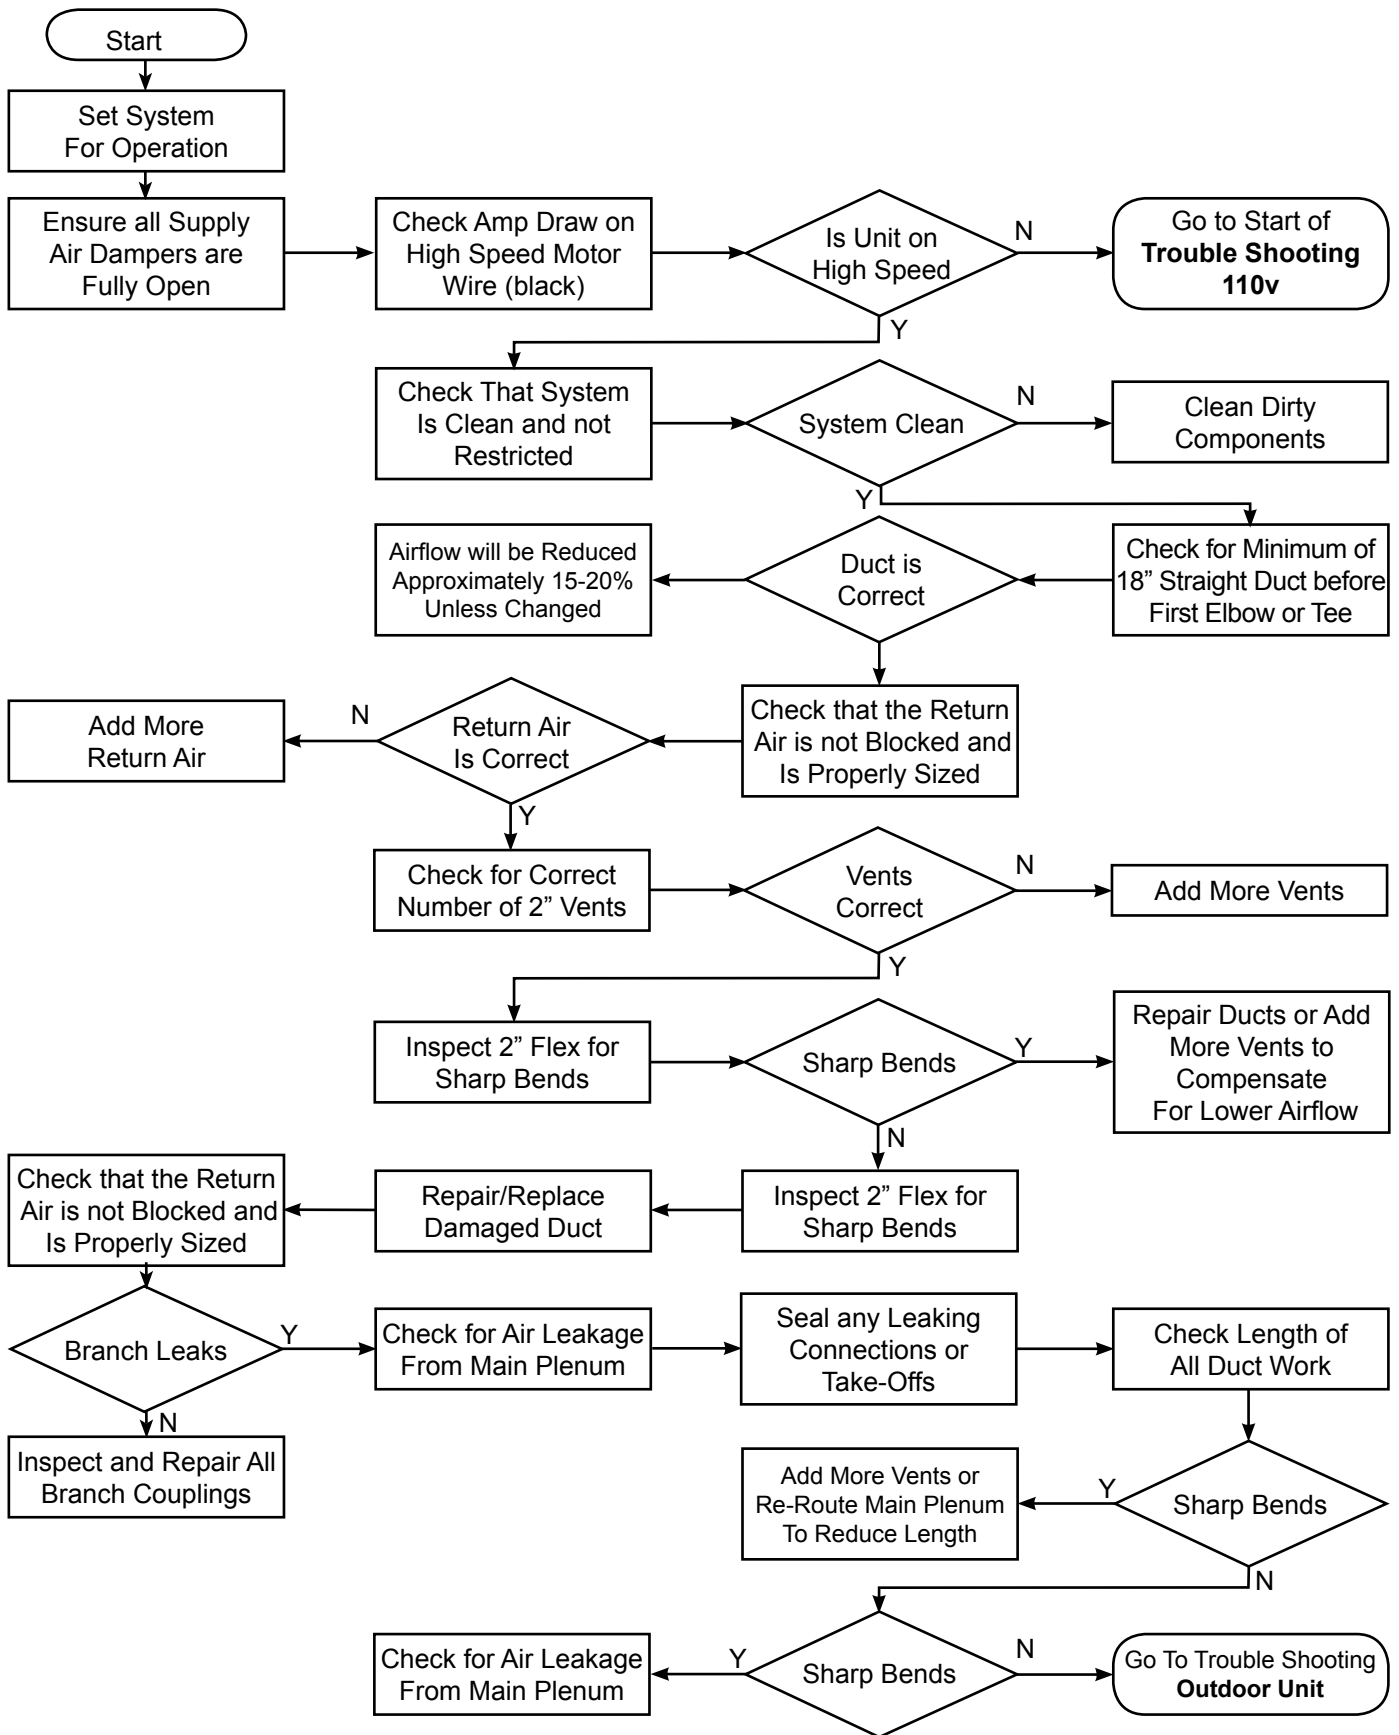 Start
Set System
For Operation
Ensure all Supply
Air Dampers are
Fully Open
Check Amp Draw on
High Speed Motor
Wire (black)
Is Unit on
High Speed
N
Go to Start of
Trouble Shooting
110v
Y
Check That System
Is Clean and not
Restricted
System Clean
N
Clean Dirty
Components
Y
Check for Minimum of
18” Straight Duct before
First Elbow or Tee
Duct is
Correct
Airflow will be Reduced
Approximately 15-20%
Unless Changed
Check that the Return
Air is not Blocked and
Is Properly Sized
Return Air
Is Correct
N
Add More
Return Air
Y
Check for Correct
Number of 2” Vents
Vents
Correct
N
Add More Vents
Y
Inspect 2” Flex for
Sharp Bends
Sharp Bends
Y
Repair Ducts or Add
More Vents to
Compensate
For Lower Airflow
N
Inspect 2” Flex for
Sharp Bends
Repair/Replace
Damaged Duct
Check that the Return
Air is not Blocked and
Is Properly Sized
Branch Leaks
Y
Check for Air Leakage
From Main Plenum
Seal any Leaking
Connections or
Take-Offs
Check Length of
All Duct Work
N
Inspect and Repair All
Branch Couplings
Sharp Bends
Y
Add More Vents or
Re-Route Main Plenum
To Reduce Length
N
Sharp Bends
Y
Check for Air Leakage
From Main Plenum
N
Go To Trouble Shooting
Outdoor Unit